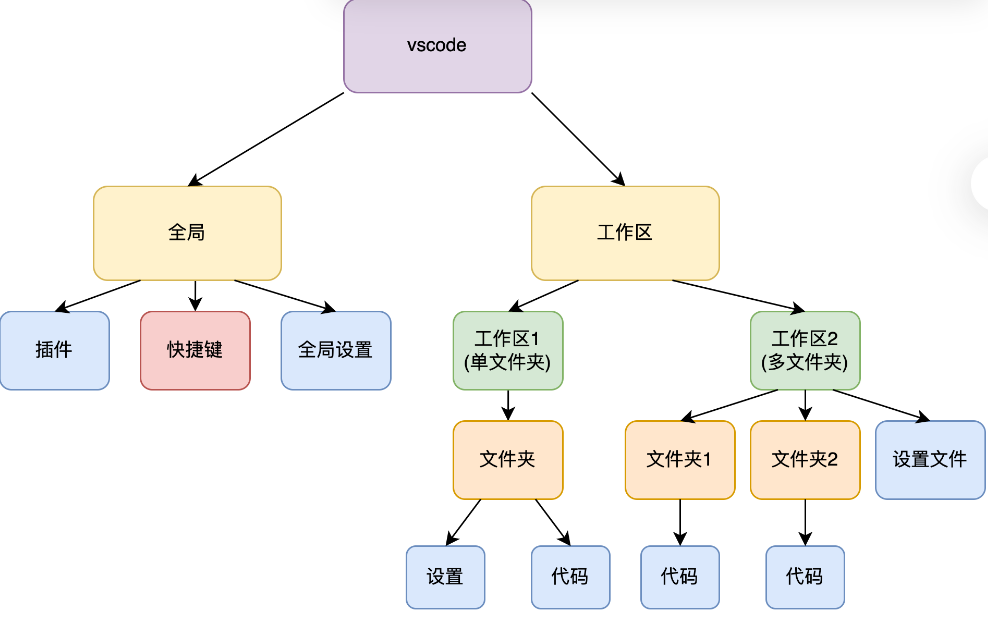 vscode
全局
工作区
插件
快捷键
全局设置
工作区1
(单文件夹)
工作区2
(多文件夹)
文件夹
文件夹1
文件夹2
设置文件
设置
代码
代码
代码